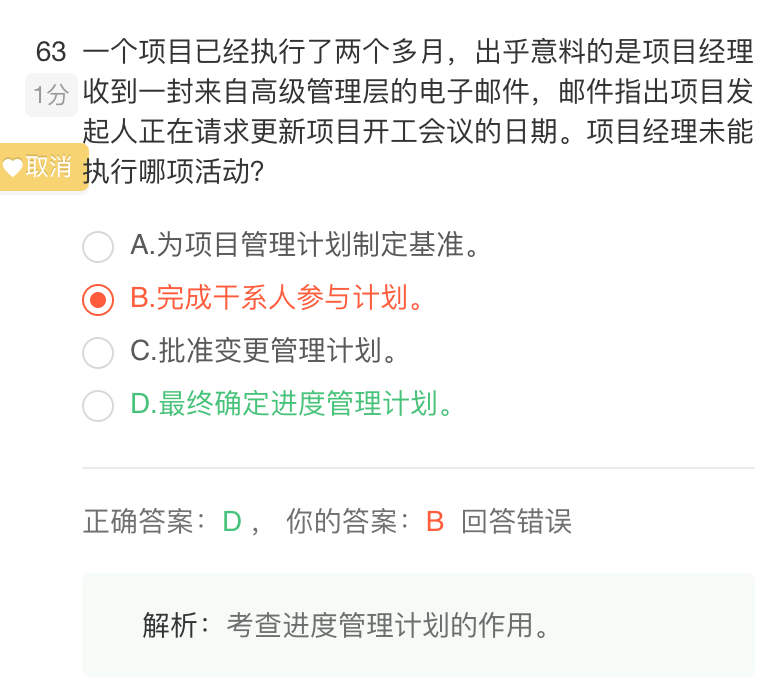 63 一个项目已经执行了两个多月，出乎意料的是项目经理
1分 收到一封来自高级管理层的电子邮件，邮件指出项目发
起人正在请求更新项目开工会议的日期。项目经理未能
取消 执行哪项活动?
A.为项目管理计划制定基准。
B.完成干系人参与计划。
C.批准变更管理计划。
D.最终确定进度管理计划。
正确答案：D ， 你的答案：B 回答错误
解析：考查进度管理计划的作用。